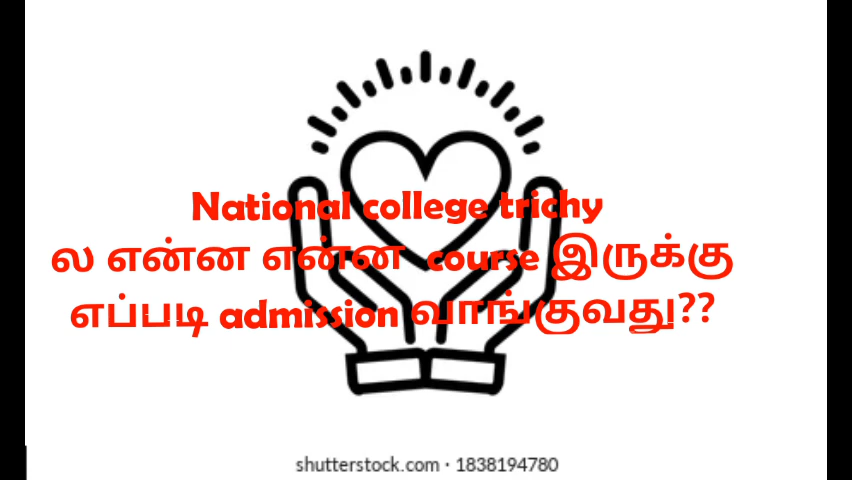 National college trichy
ல என்ன என்ன course இருக்கு
எப்படி admission வாங்குவது??
shutterstock.com · 1838194780